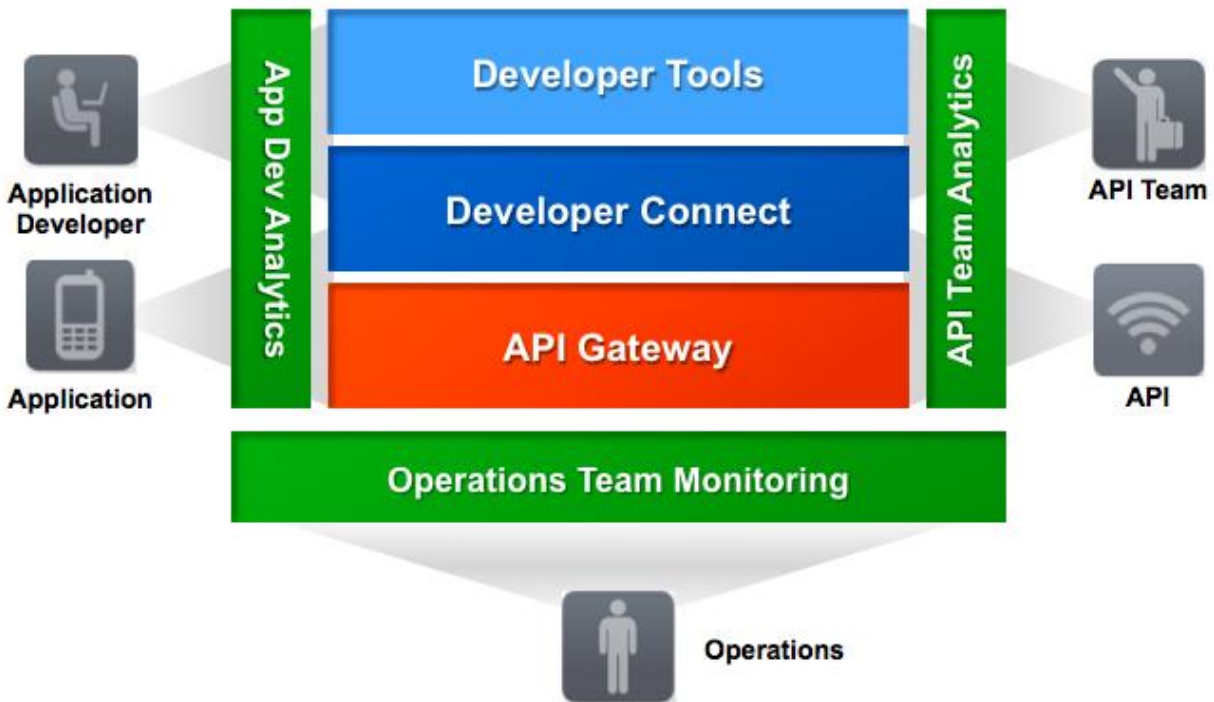 Developer Tools
App Dev Analytics
API Team Analytics
Application
Developer
API Team
Developer Connect
API Gateway
Application
API
Operations Team Monitoring
Operations